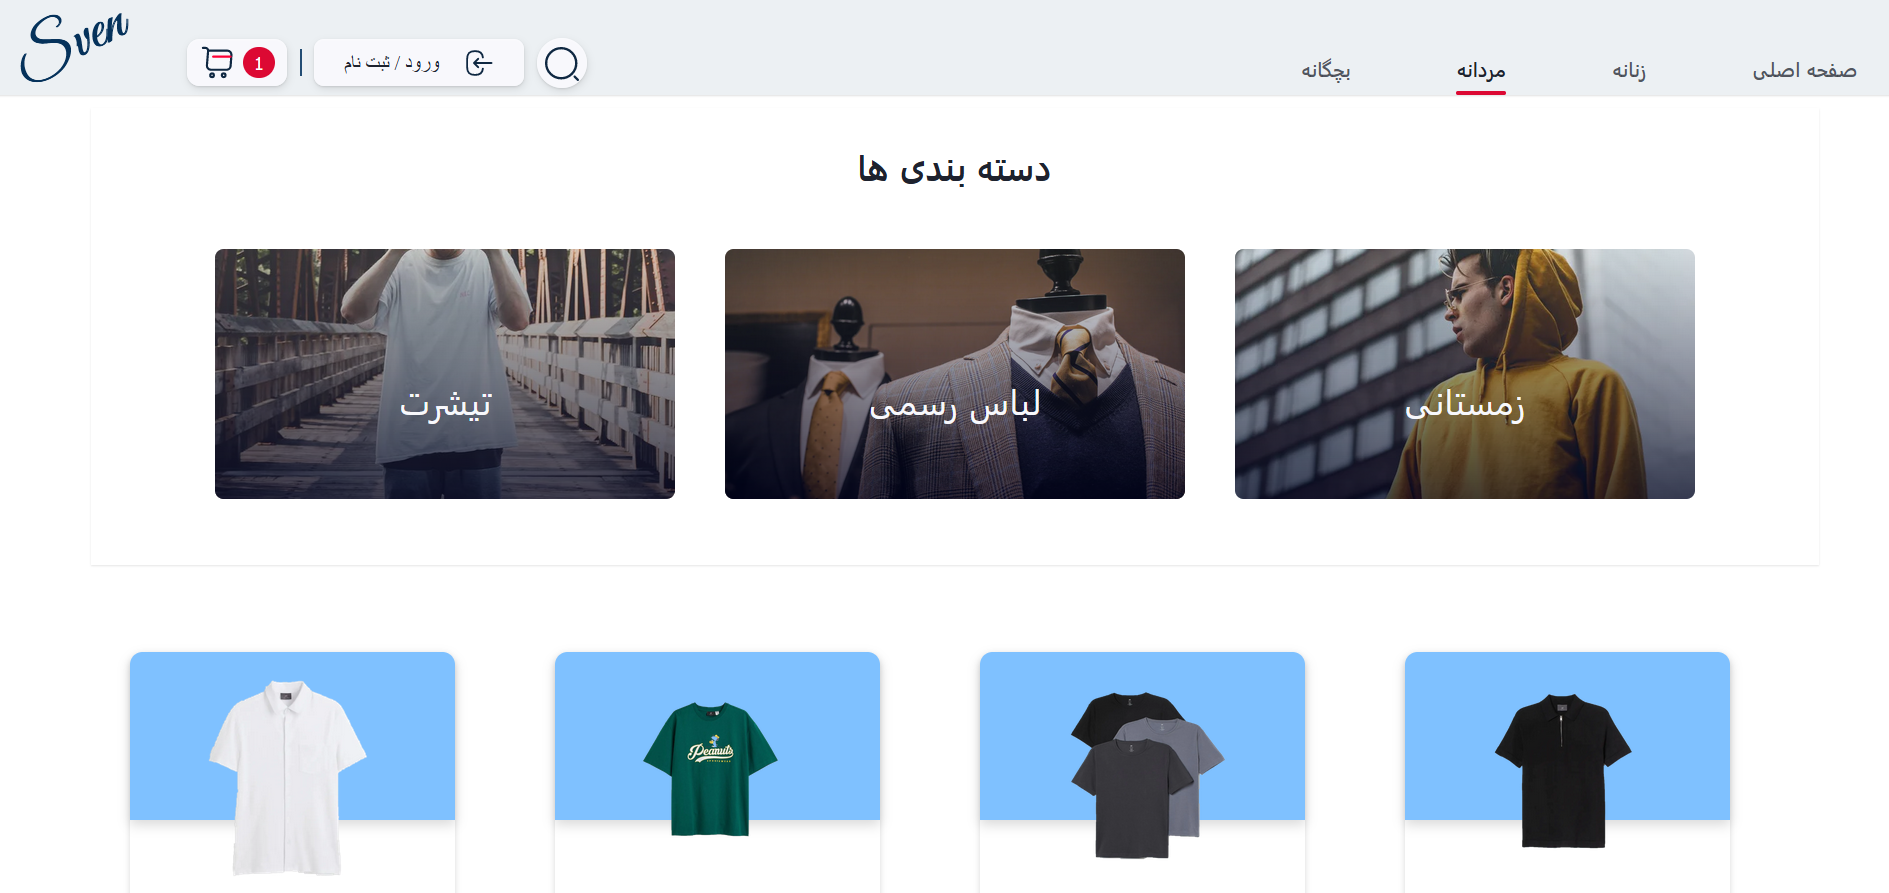 صفحه اصلی
زنانه
مردانه
بچگانه
ورود / ثبت نام
1
Sven
دسته بندی ها
زمستانی
لباس رسمی
تیشرت
Peanuts